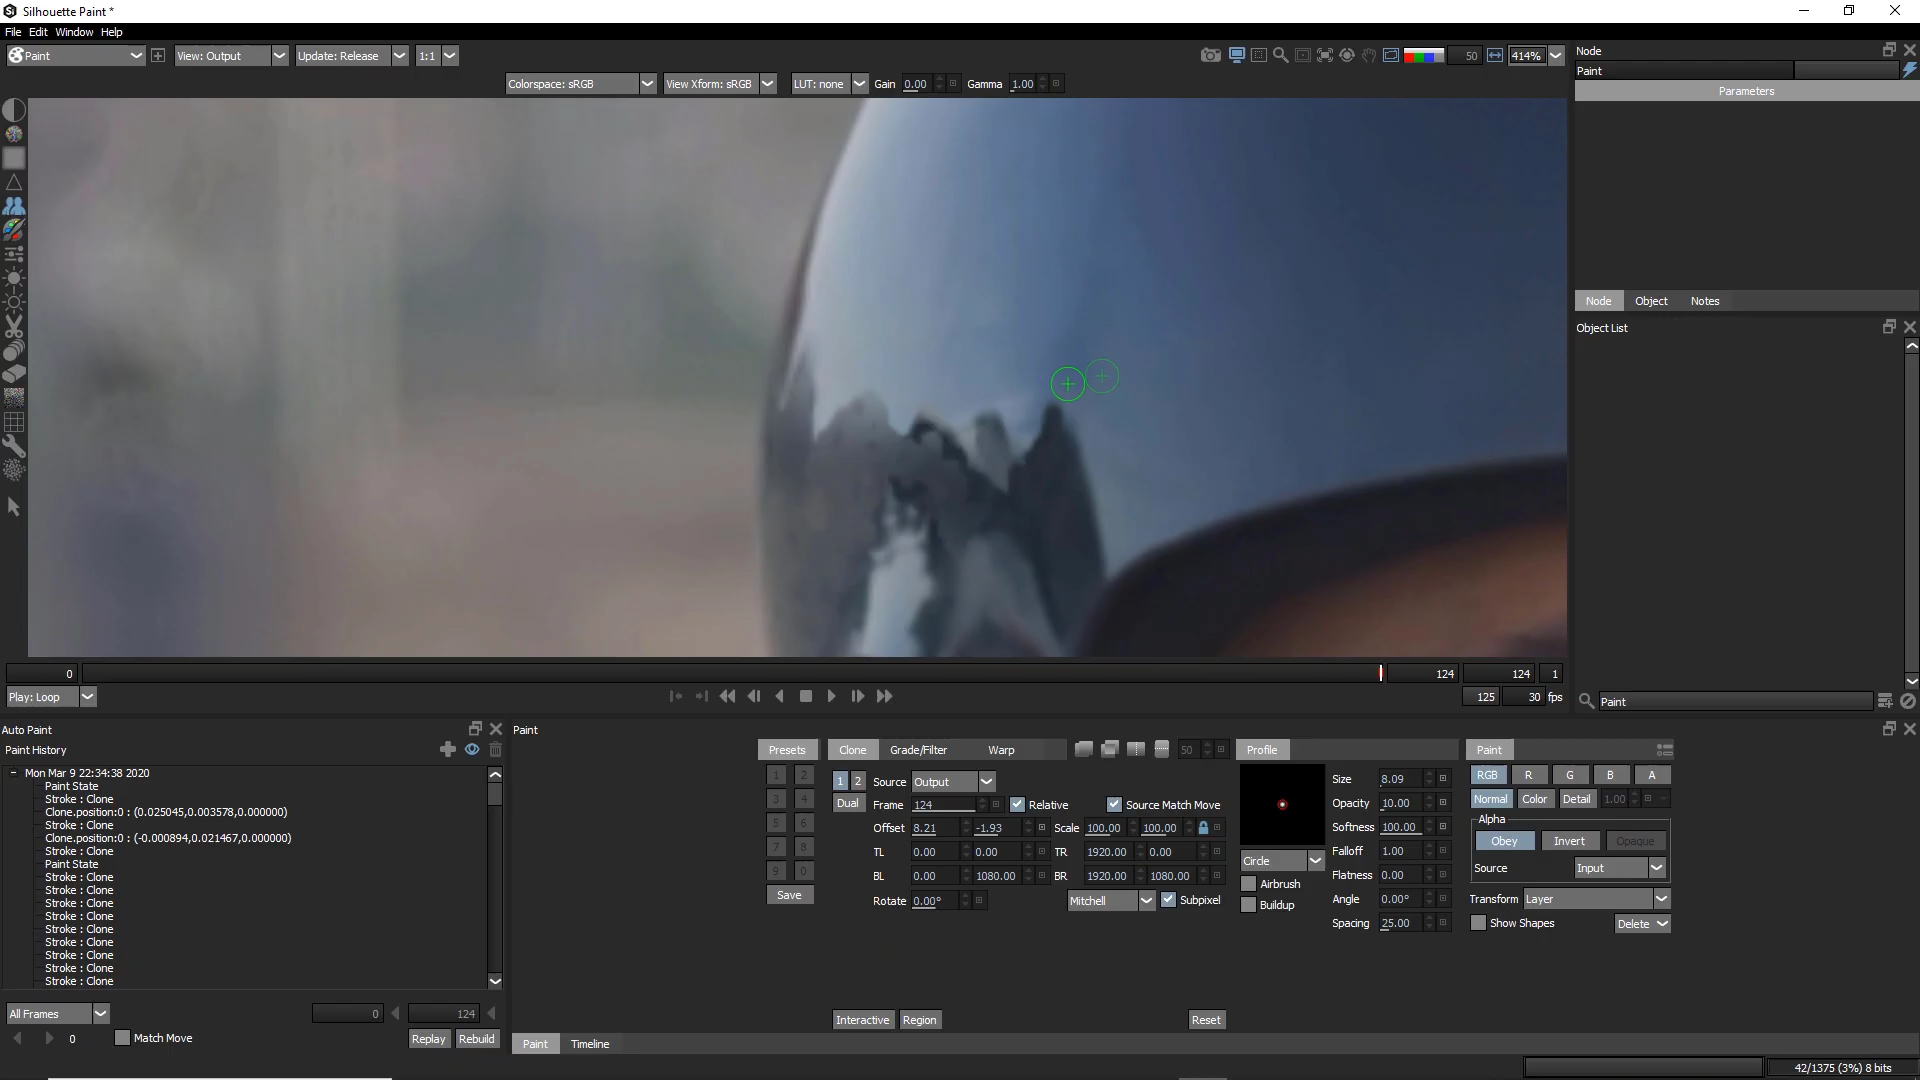 Silhouette Paint *
File Edit Window Help
Paint View: Output Update: Release 1:1 50 414%
Colorspace: sRGB View Xform: sRGB LUT: none Gain 0.00 Gamma 1.00
Node
Paint
Parameters
Node Object Notes
Object List
Paint
0 124 124 1
Play: Loop 125 30 fps
Auto Paint
Paint History
Mon Mar 9 22:34:38 2020
Paint State
Stroke : Clone
Clone.position:0 : (0.025045,0.003578,0.000000)
Stroke : Clone
Clone.position:0 : (-0.000894,0.021467,0.000000)
Stroke : Clone
Paint State
Stroke : Clone
Stroke : Clone
Stroke : Clone
Stroke : Clone
Stroke : Clone
Stroke : Clone
Stroke : Clone
Stroke : Clone
Stroke : Clone
All Frames 0 124
0 Match Move Replay Rebuild
Paint
Presets
1 2
3 4
5 6
7 8
9 0
Save
Clone Grade/Filter Warp 50
1 2 Source Output
Dual Frame 124 Relative Source Match Move
Offset 8.21 -1.93 Scale 100.00 100.00
TL 0.00 0.00 TR 1920.00 0.00
BL 0.00 1080.00 BR 1920.00 1080.00
Rotate 0.00° Mitchell Subpixel
Interactive Region Reset
Profile
Circle
Airbrush
Buildup
Size 8.09
Opacity 10.00
Softness 100.00
Falloff 1.00
Flatness 0.00
Angle 0.00°
Spacing 25.00
Paint
RGB R G B A
Normal Color Detail 1.00
Alpha
Obey Invert Opaque
Source Input
Transform Layer
Show Shapes Delete
Paint Timeline
42/1375 (3%) 8 bits